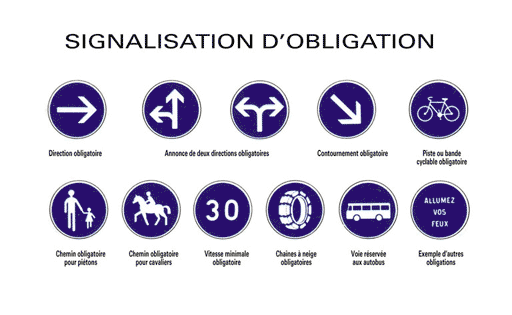 SIGNALISATION D'OBLIGATION
Direction obligatoire
Annonce de deux directions obligatoires
Contournement obligatoire
Piste ou bande
cyclable obligatoire
30
ALLUMEZ
VOS
FEUX
Chemin obligatoire
pour piétons
Chemin obligatoire
pour cavaliers
Vitesse minimale
obligatoire
Chaînes à neige
obligatoires
Voie réservée
aux autobus
Exemple d'autres
obligations